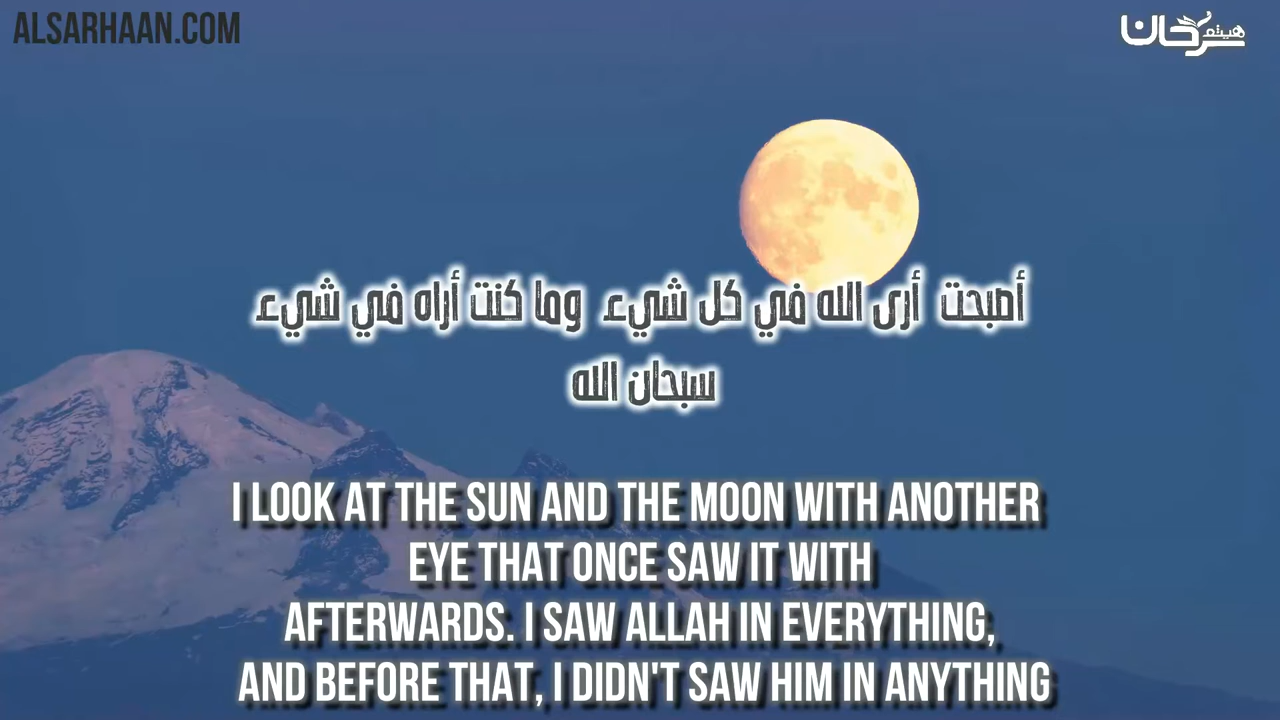 ALSARHAAN.COM
هيثم سرحان
أصبحت أرى الله في كل شيء وما كنت أراه في شيء
سبحان الله
I LOOK AT THE SUN AND THE MOON WITH ANOTHER
EYE THAT ONCE SAW IT WITH
AFTERWARDS. I SAW ALLAH IN EVERYTHING,
AND BEFORE THAT, I DIDN'T SAW HIM IN ANYTHING